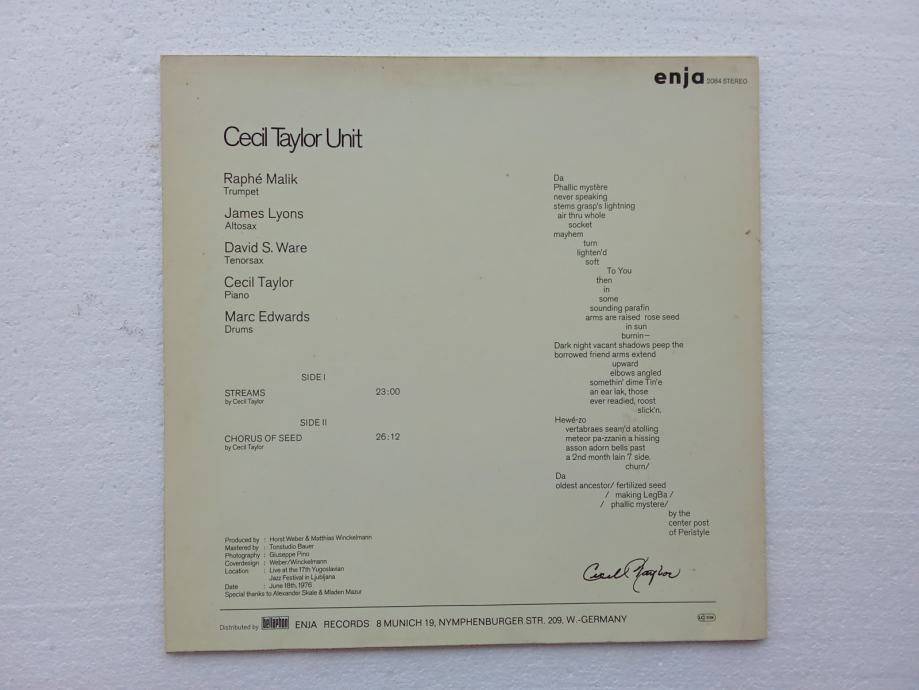 enja 2084 STEREO
Cecil Taylor Unit
Raphé Malik
Trumpet
James Lyons
Altosax
David S. Ware
Tenorsax
Cecil Taylor
Piano
Marc Edwards
Drums
SIDE I
STREAMS 23:00
by Cecil Taylor
SIDE II
CHORUS OF SEED 26:12
by Cecil Taylor
Da
Phallic mystère
never speaking
stems grasp's lightning
air thru whole
socket
mayhem
turn
lighten'd
soft
To You
then
in
some
sounding parafin
arms are raised rose seed
in sun
burnin—
Dark night vacant shadows peep the
borrowed friend arms extend
upward
elbows angled
somethin' dime Tin'e
an ear lak, those
ever readied, roost
slick'n.
Hewé-zo
vertabraes seam'd atolling
meteor pa-zzanin a hissing
asson adorn bells past
a 2nd month lain 7 side.
churn/
Da
oldest ancestor/ fertilized seed
/ making LegBa /
/ phallic mystere/
by the
center post
of Peristyle
Cecil Taylor
Produced by : Horst Weber & Matthias Winckelmann
Mastered by : Tonstudio Bauer
Photography : Giuseppe Pino
Coverdesign : Weber/Winckelmann
Location : Live at the 17th Yugoslavian
Jazz Festival in Ljubljana
Date : June 18th, 1976
Special thanks to Alexander Skale & Mladen Mazur
Distributed by bellaphon ENJA RECORDS 8 MUNICH 19, NYMPHENBURGER STR. 209, W.-GERMANY